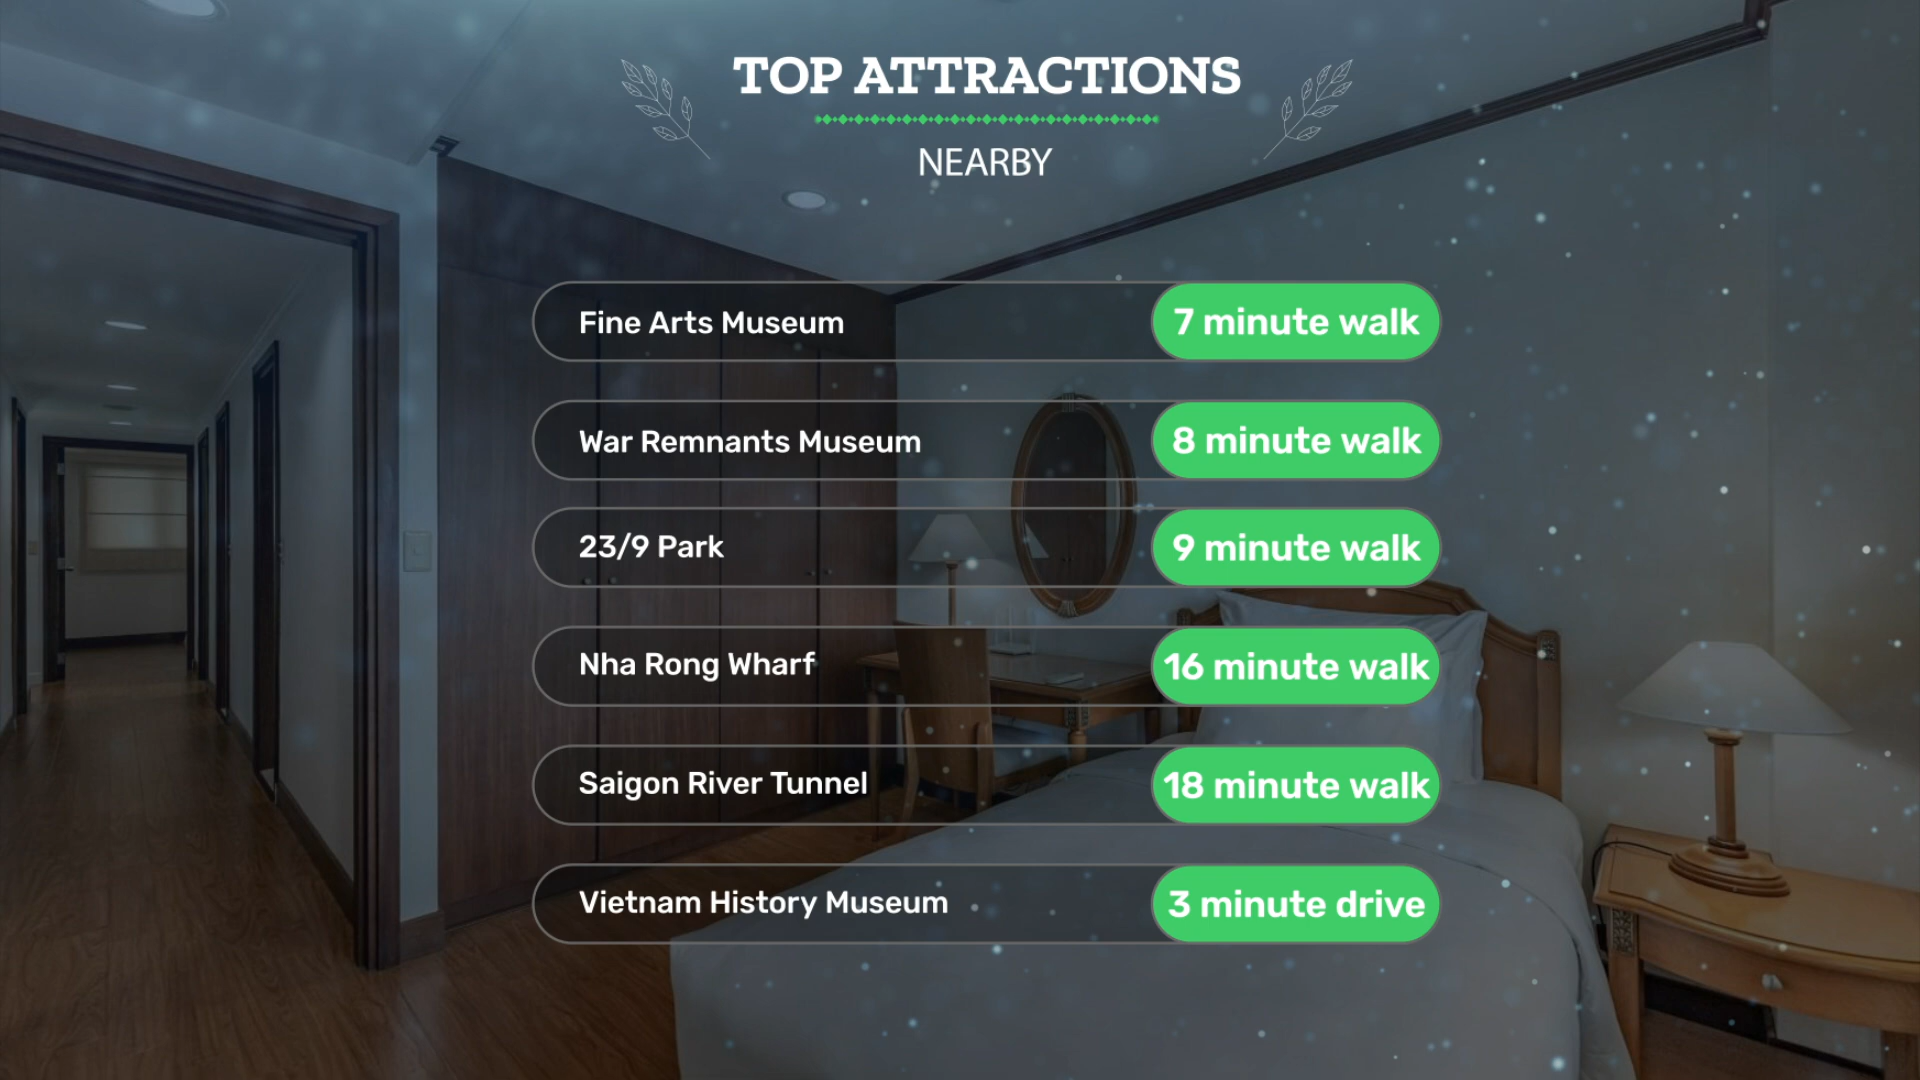 TOP ATTRACTIONS
NEARBY
Fine Arts Museum 7 minute walk
War Remnants Museum 8 minute walk
23/9 Park 9 minute walk
Nha Rong Wharf 16 minute walk
Saigon River Tunnel 18 minute walk
Vietnam History Museum 3 minute drive